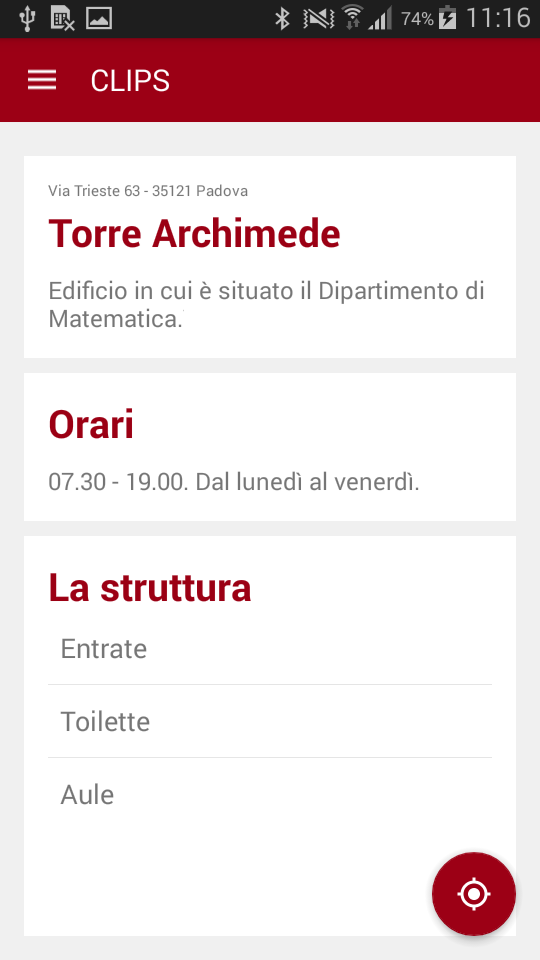 74% 11:16
CLIPS
Via Trieste 63 - 35121 Padova
Torre Archimede
Edificio in cui è situato il Dipartimento di
Matematica.
Orari
07.30 - 19.00. Dal lunedì al venerdì.
La struttura
Entrate
Toilette
Aule